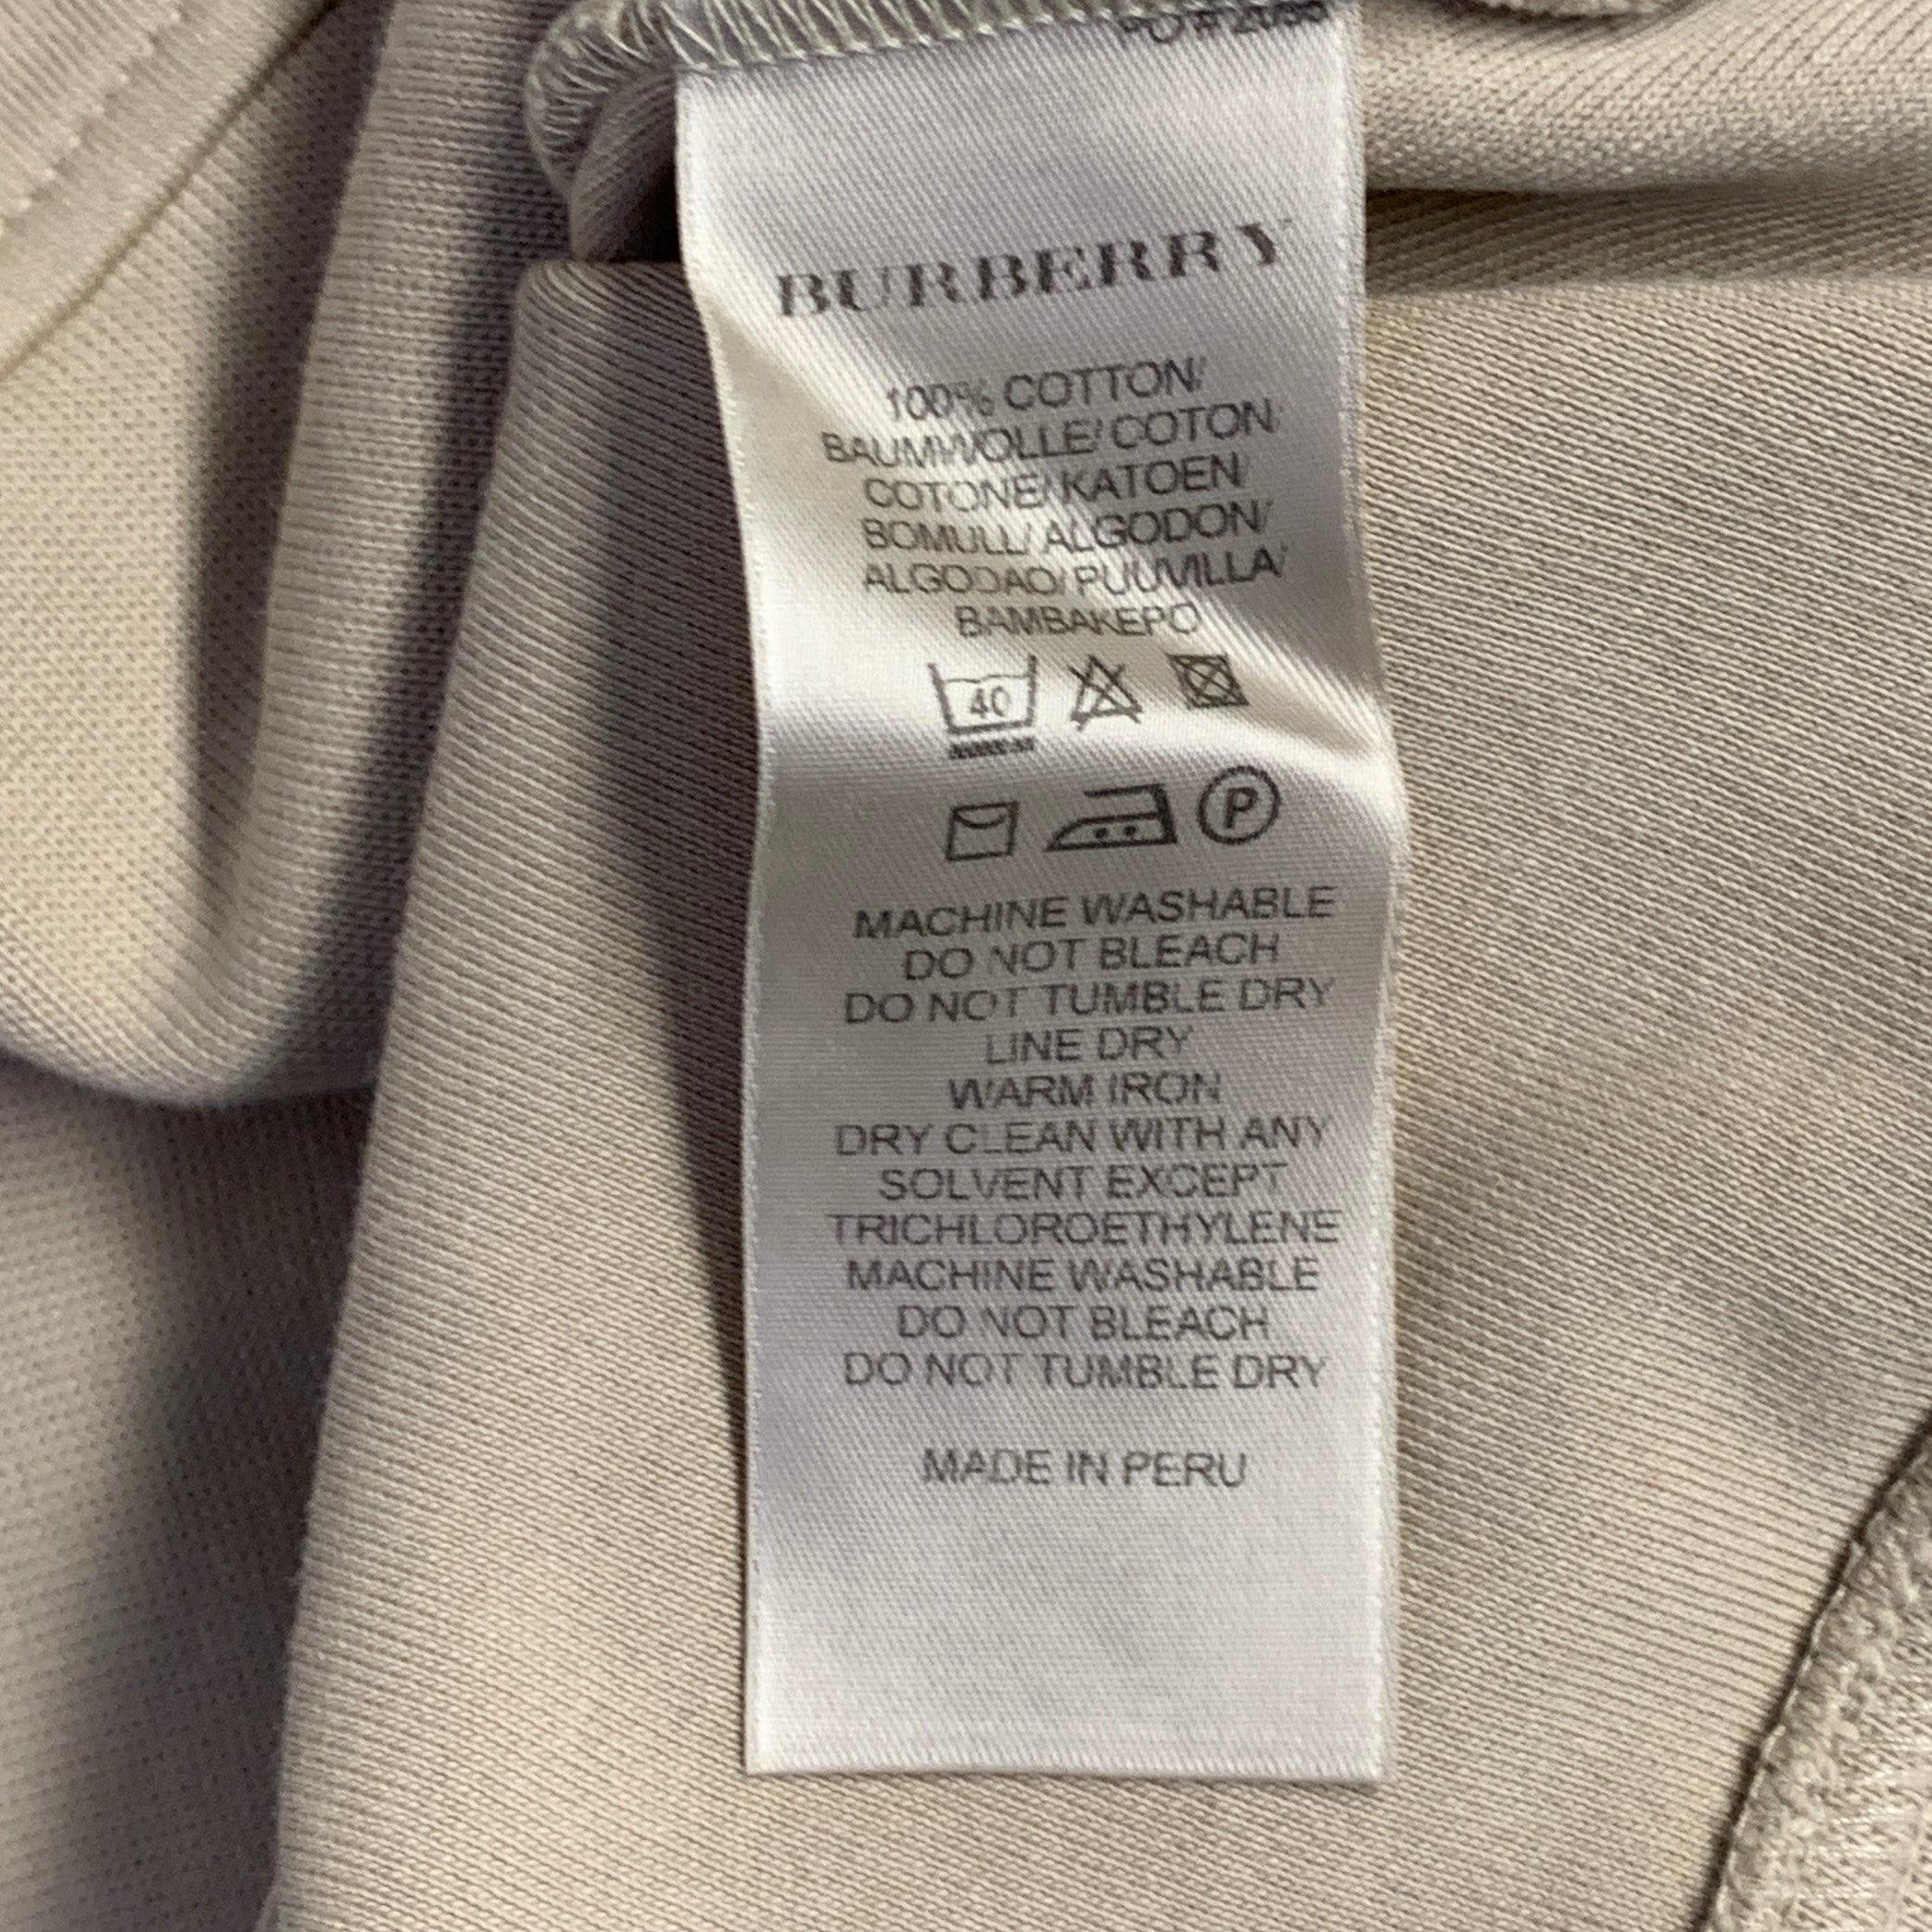 BURBERRY
100% COTTON/
BAUMWOLLE/ COTON/
COTONE/ KATOEN/
BOMULL/ ALGODON/
ALGODAO/ PUUVILLA/
BAMBAKEPO
40
P
MACHINE WASHABLE
DO NOT BLEACH
DO NOT TUMBLE DRY
LINE DRY
WARM IRON
DRY CLEAN WITH ANY
SOLVENT EXCEPT
TRICHLOROETHYLENE
MACHINE WASHABLE
DO NOT BLEACH
DO NOT TUMBLE DRY
MADE IN PERU